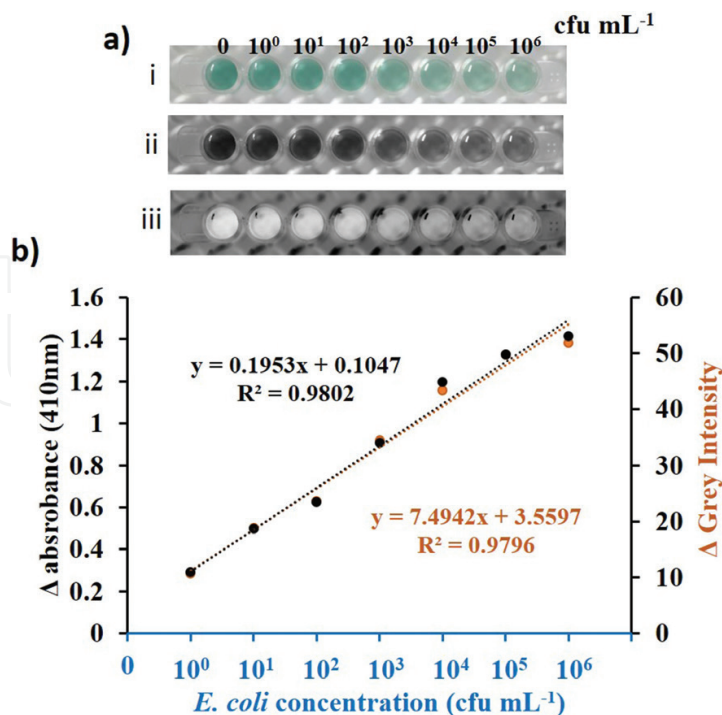 a)
cfu mL⁻¹
0 10⁰ 10¹ 10² 10³ 10⁴ 10⁵ 10⁶
i
ii
iii
b)
1.6
1.4
1.2
1
0.8
0.6
0.4
0.2
0
Δ absrobance (410nm)
y = 0.1953x + 0.1047
R² = 0.9802
y = 7.4942x + 3.5597
R² = 0.9796
60
50
40
30
20
10
0
Δ Grey Intensity
0 10⁰ 10¹ 10² 10³ 10⁴ 10⁵ 10⁶
E. coli concentration (cfu mL⁻¹)